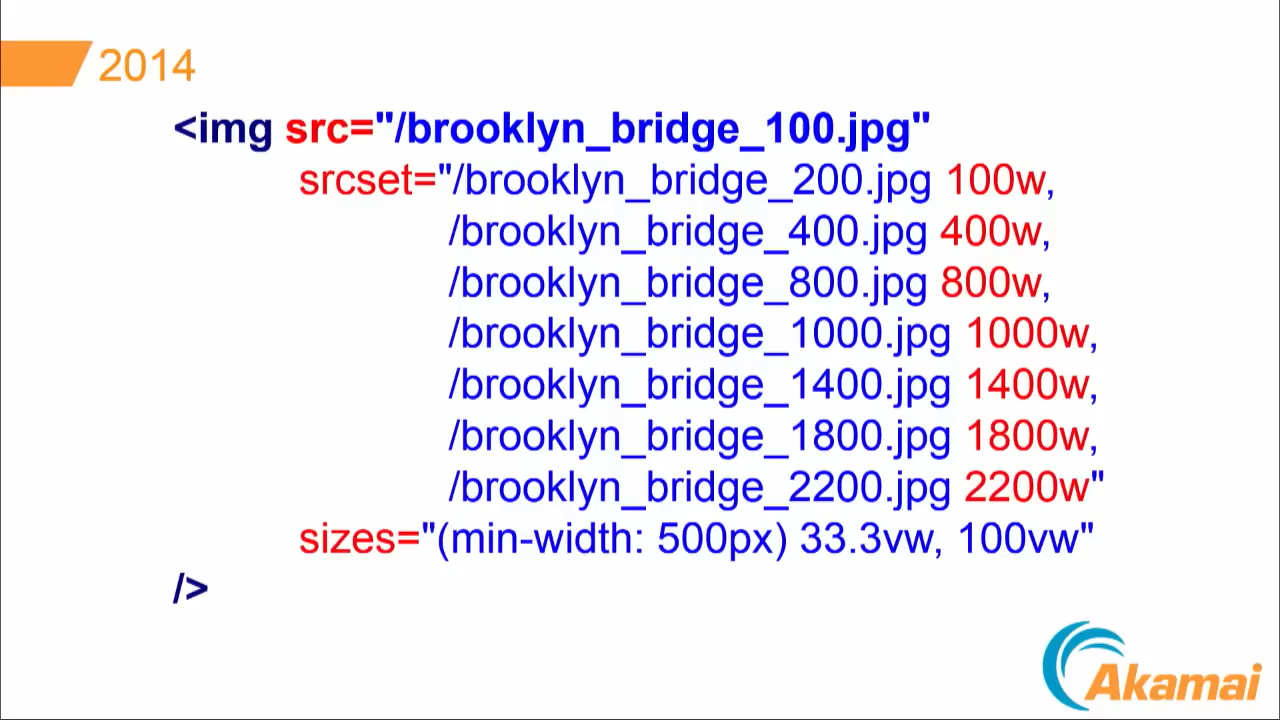 2014
<img src="/brooklyn_bridge_100.jpg"
srcset="/brooklyn_bridge_200.jpg 100w,
/brooklyn_bridge_400.jpg 400w,
/brooklyn_bridge_800.jpg 800w,
/brooklyn_bridge_1000.jpg 1000w,
/brooklyn_bridge_1400.jpg 1400w,
/brooklyn_bridge_1800.jpg 1800w,
/brooklyn_bridge_2200.jpg 2200w"
sizes="(min-width: 500px) 33.3vw, 100vw"
/>
Akamai